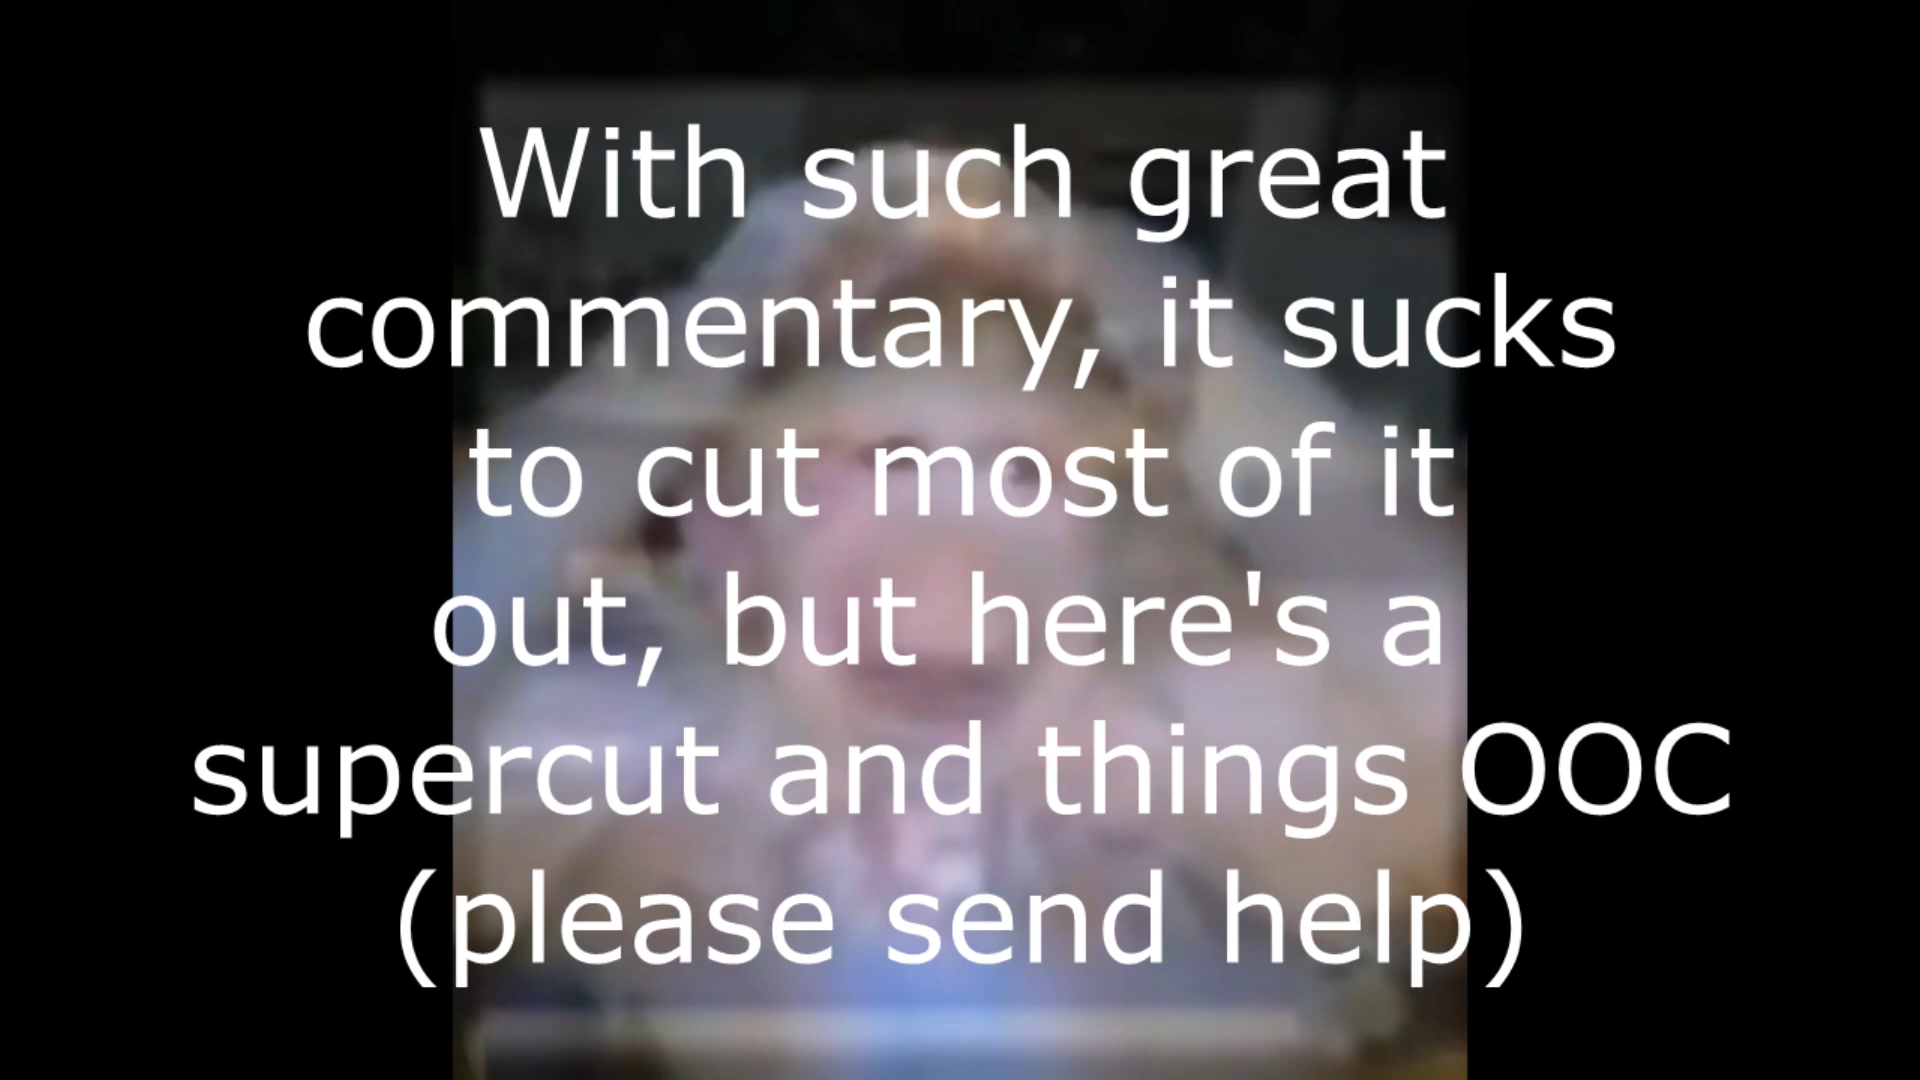 With such great
commentary, it sucks
to cut most of it
out, but here's a
supercut and things OOC
(please send help)